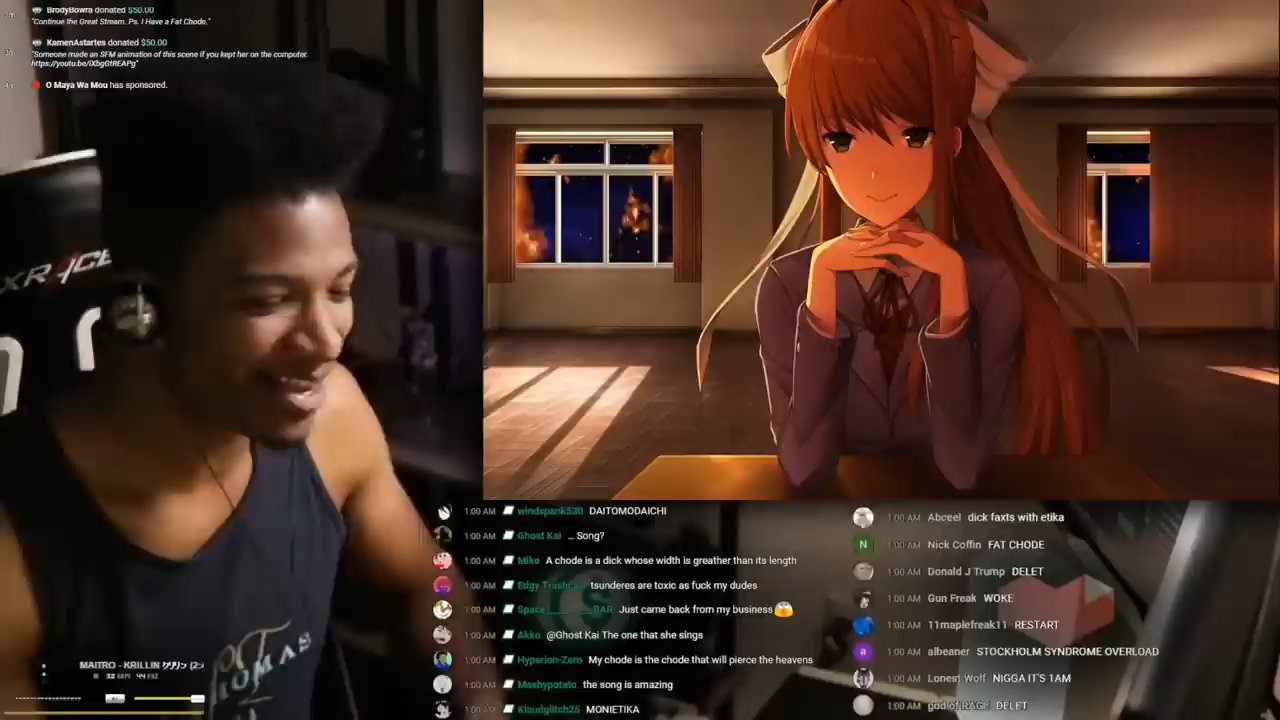 BrodyBowra donated $50.00
"Continue the Great Stream. Ps. I Have a Fat Chode."
KamenAstartes donated $50.00
"Someone made an SFM animation of this scene if you kept her on the computer.
https://youtu.be/iXbgGtREAPg"
O Maya Wa Mou has sponsored.
MAITRO - KRILLIN
1:00 AM windspank530 DAITOMODAICHI
1:00 AM Ghost Kai ... Song?
1:00 AM Mike A chode is a dick whose width is greather than its length
1:00 AM Edgy tsunderes are toxic as fuck my dudes
1:00 AM Space BAR Just came back from my business
1:00 AM Akko @Ghost Kai The one that she sings
1:00 AM Hyperion-Zero My chode is the chode that will pierce the heavens
1:00 AM Mashypotato the song is amazing
1:00 AM Klaudglitch25 MONIETIKA
1:00 AM Abceel dick faxts with etika
N 1:00 AM Nick Coffin FAT CHODE
1:00 AM Donald J Trump DELET
1:00 AM Gun Freak WOKE
1:00 AM 11maplefreak11 RESTART
a 1:00 AM albeaner STOCKHOLM SYNDROME OVERLOAD
1:00 AM Lonest Wolf NIGGA IT'S 1AM
1:00 AM godlof RAGE DELET